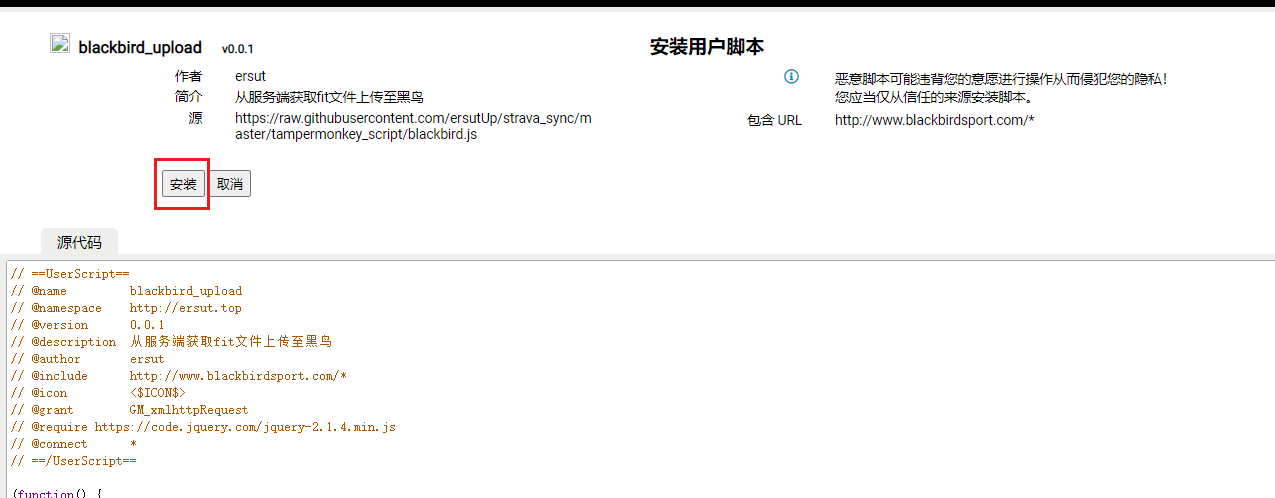 blackbird_upload v0.0.1
作者 ersut
简介 从服务端获取fit文件上传至黑鸟
源 https://raw.githubusercontent.com/ersutUp/strava_sync/m
aster/tampermonkey_script/blackbird.js
安装用户脚本
恶意脚本可能违背您的意愿进行操作从而侵犯您的隐私！
您应当仅从信任的来源安装脚本。
包含 URL http://www.blackbirdsport.com/*
安装 取消
源代码
// ==UserScript==
// @name blackbird_upload
// @namespace http://ersut.top
// @version 0.0.1
// @description 从服务端获取fit文件上传至黑鸟
// @author ersut
// @include http://www.blackbirdsport.com/*
// @icon <$ICON$>
// @grant GM_xmlhttpRequest
// @require https://code.jquery.com/jquery-2.1.4.min.js
// @connect *
// ==/UserScript==
(function() {